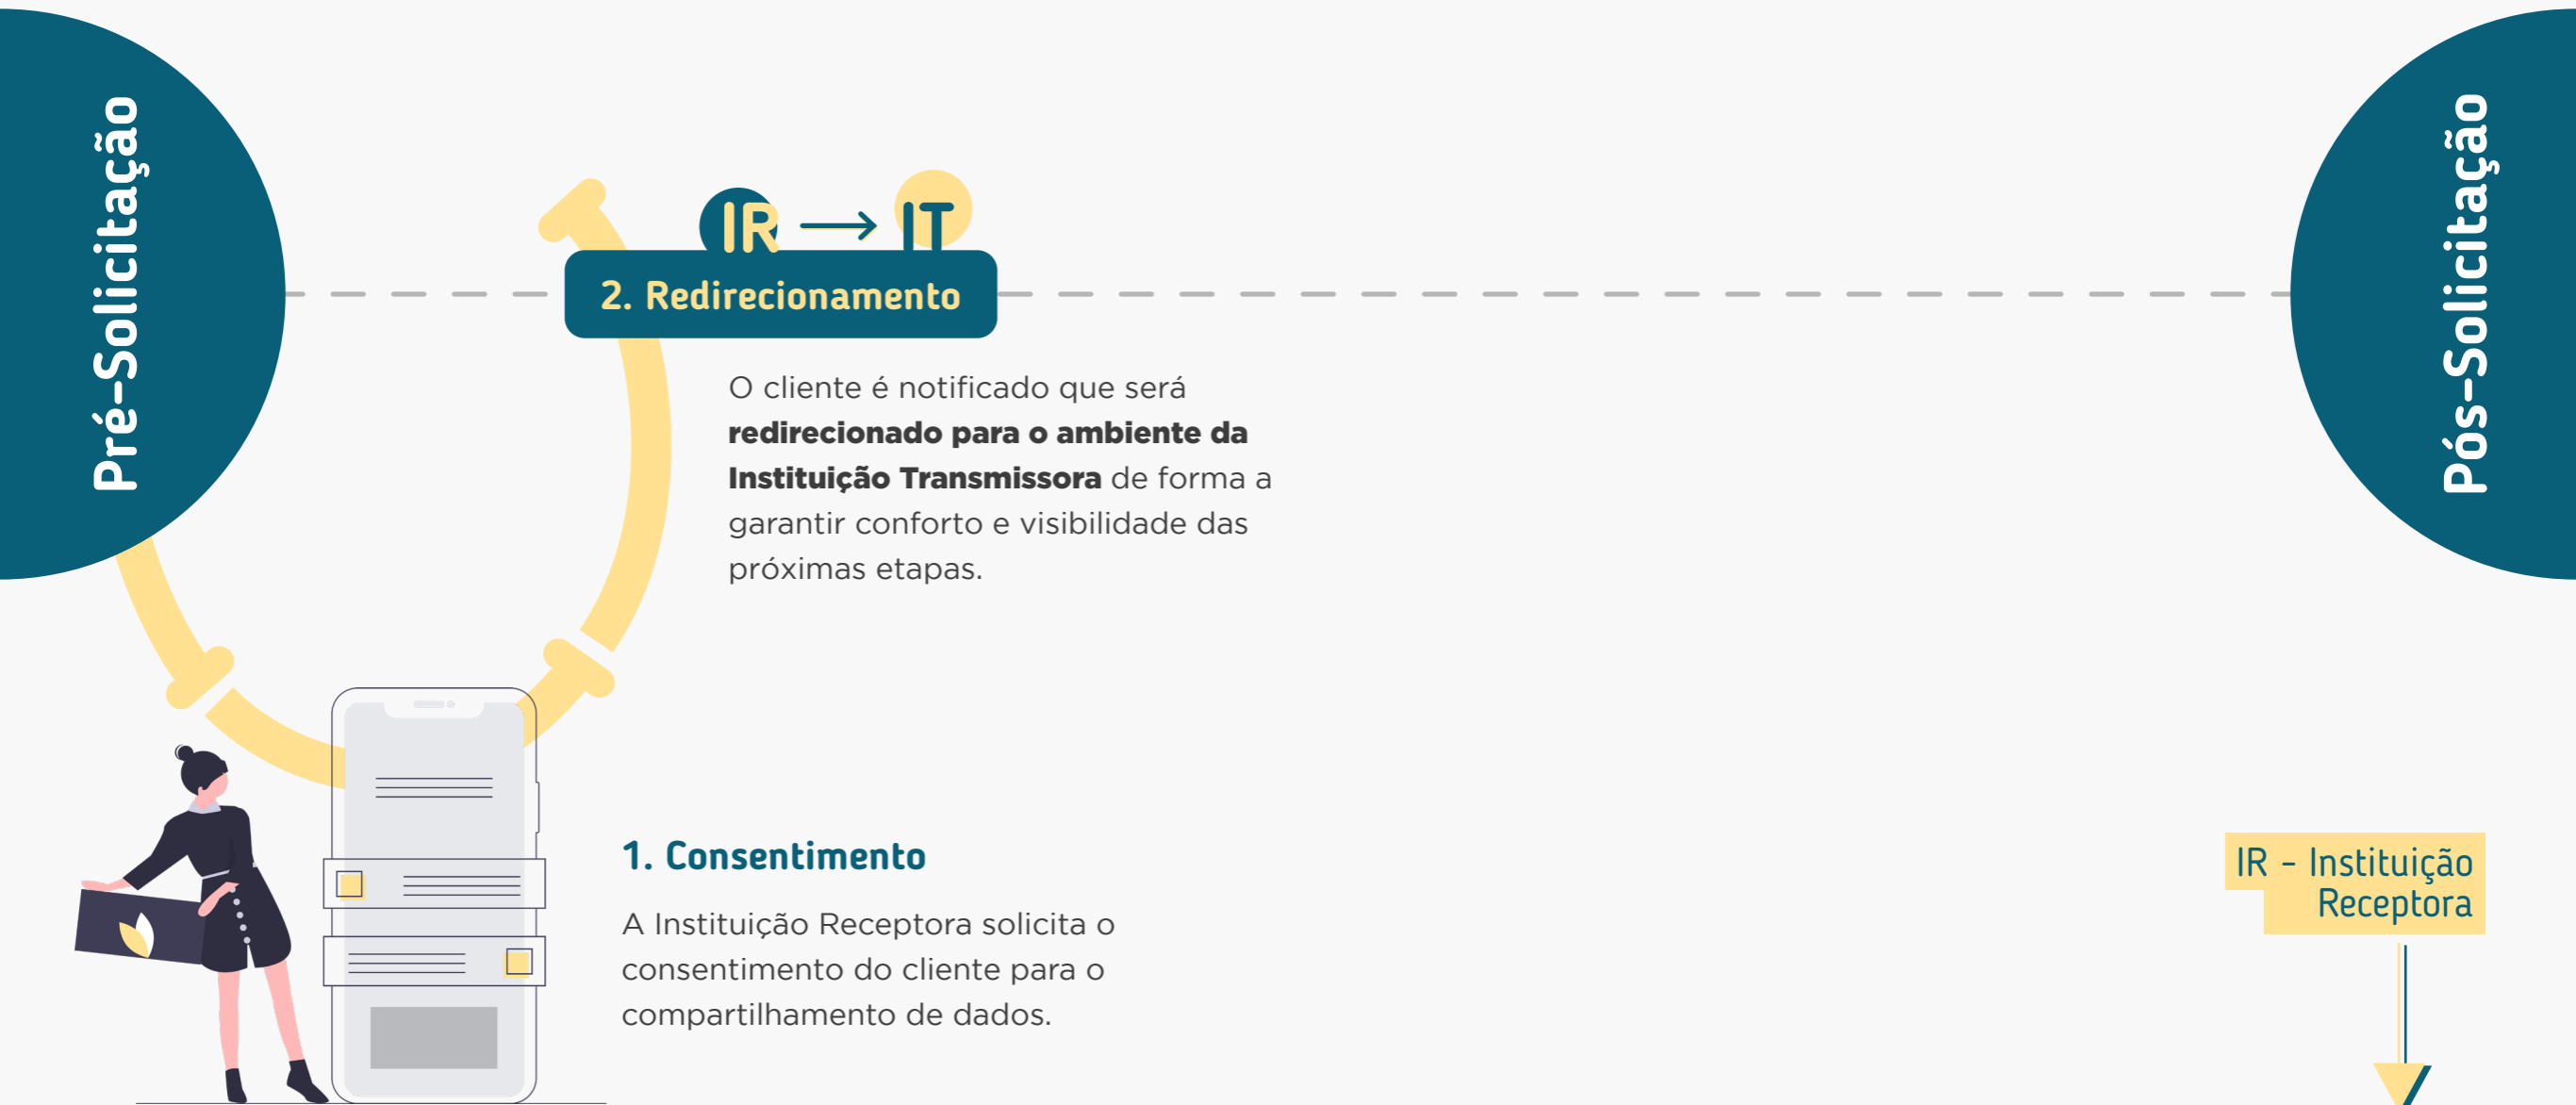 Pré-Solicitação
IR → IT
2. Redirecionamento
O cliente é notificado que será
redirecionado para o ambiente da
Instituição Transmissora de forma a
garantir conforto e visibilidade das
próximas etapas.
1. Consentimento
A Instituição Receptora solicita o
consentimento do cliente para o
compartilhamento de dados.
Pós-Solicitação
IR - Instituição
Receptora